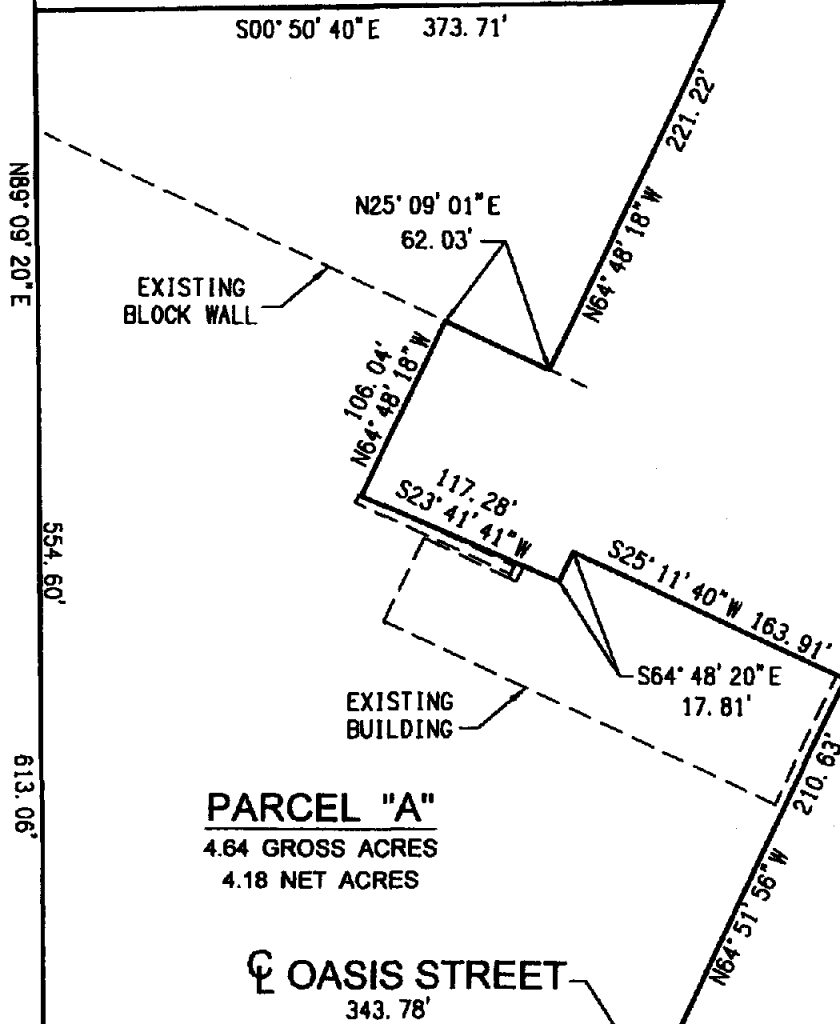 S00° 50' 40" E 373.71'
221.22'
N64° 48' 18" W
N25° 09' 01" E
62.03'
N89° 09' 20" E
EXISTING
BLOCK WALL
106.04'
N64° 48' 18" W
117.28'
S23° 41' 41" W
554.60'
S25° 11' 40" W 163.91'
S64° 48' 20" E
17.81'
EXISTING
BUILDING
613.06'
210.63'
N64° 51' 56" W
PARCEL "A"
4.64 GROSS ACRES
4.18 NET ACRES
℄ OASIS STREET
343.78'